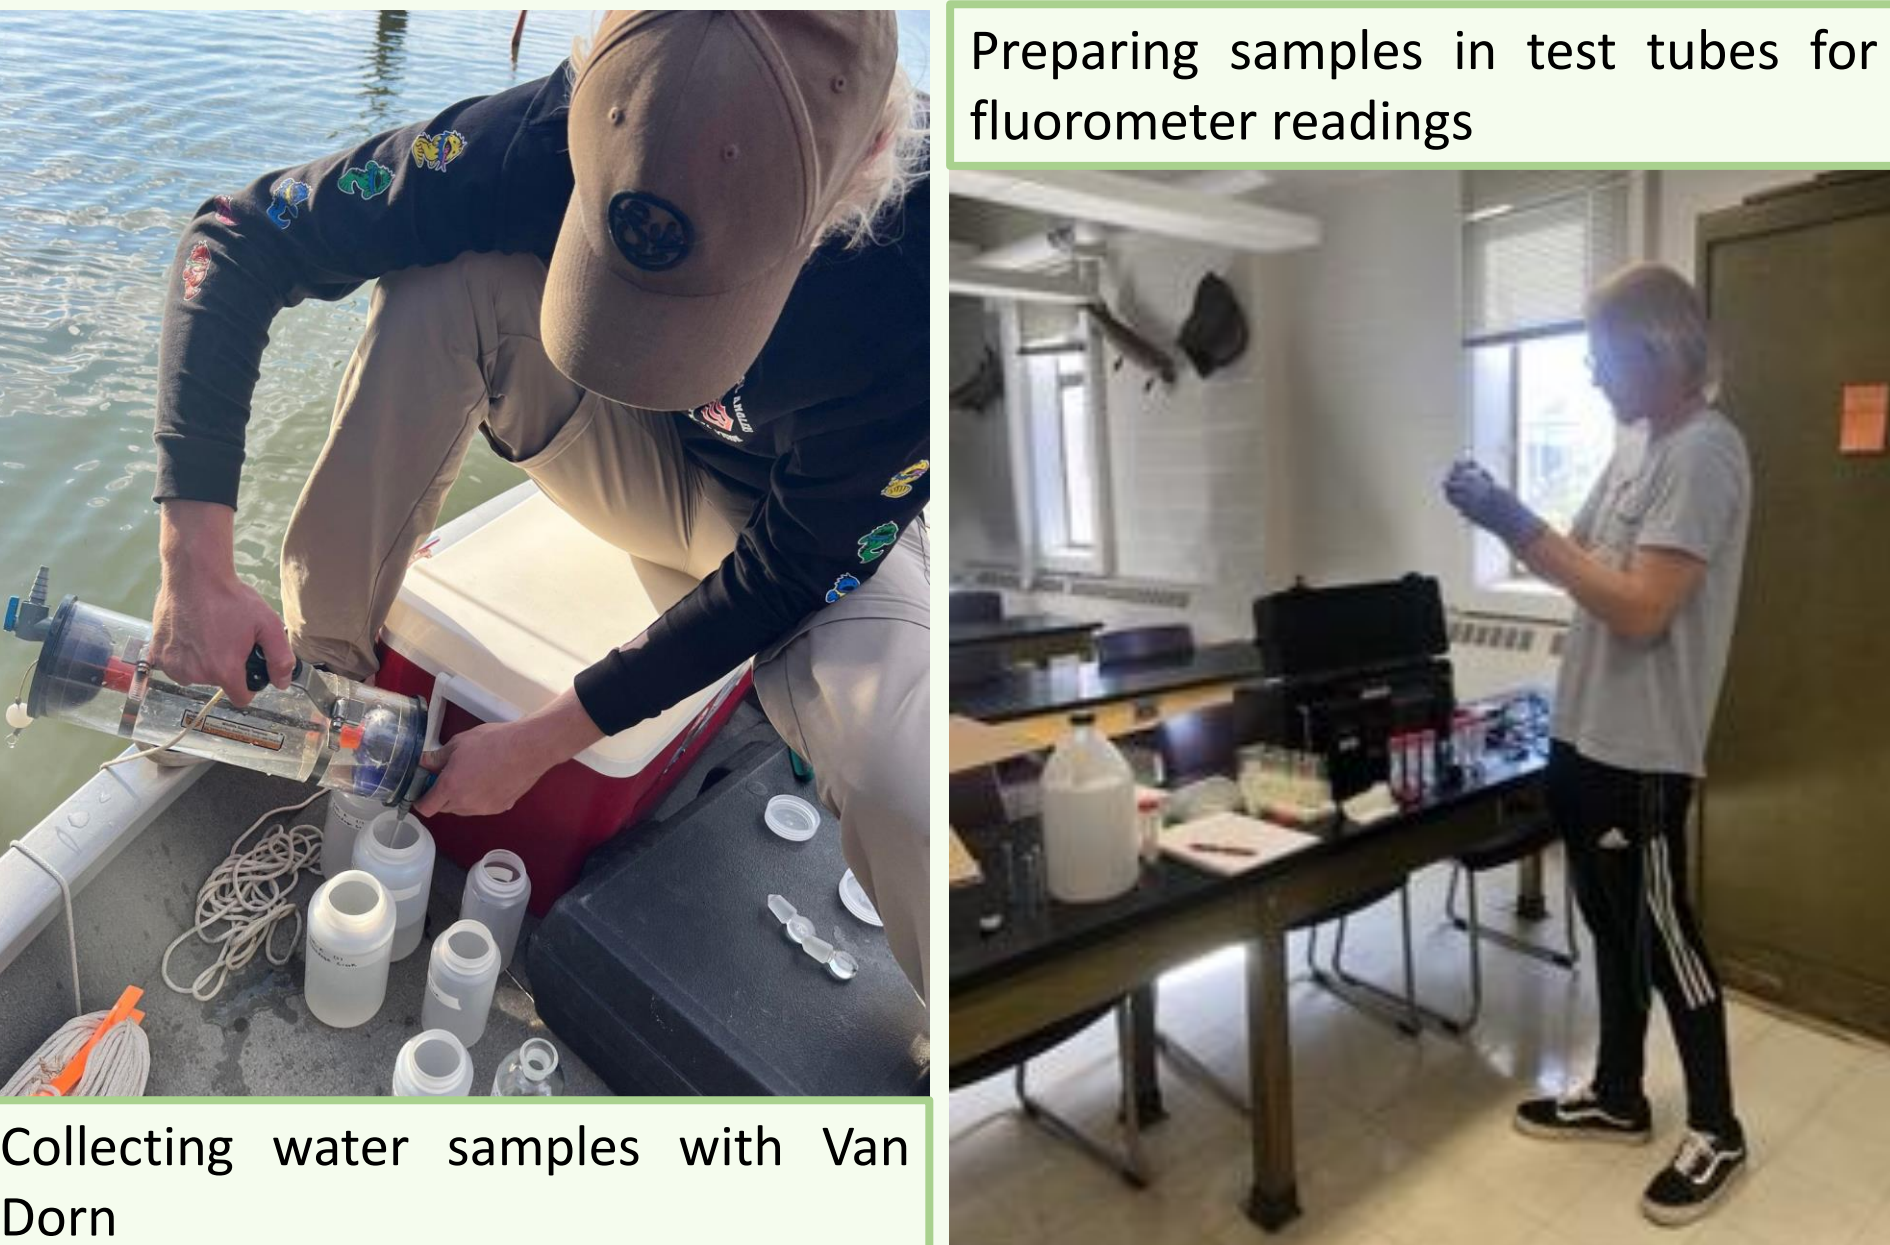 Preparing samples in test tubes for
fluorometer readings
Collecting water samples with Van
Dorn